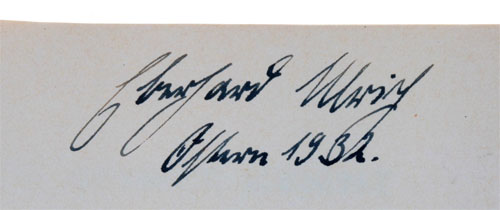 Eberhard Ulrich
Ostern 1932.